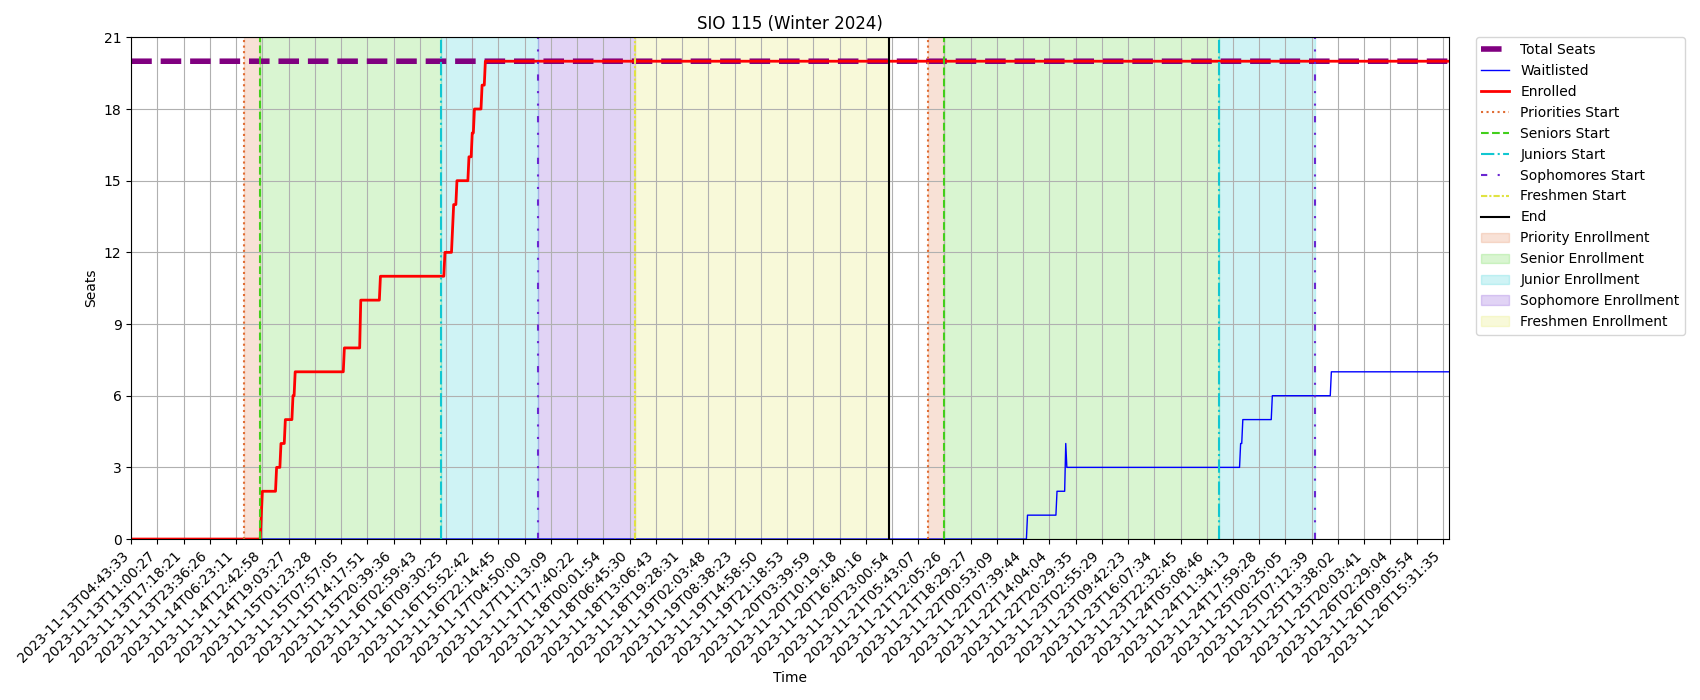 SIO 115 (Winter 2024)
21
18
15
12
9
6
3
0
Seats
2023-11-13T04:43:33
2023-11-13T11:00:27
2023-11-13T17:18:21
2023-11-13T23:36:26
2023-11-14T06:23:11
2023-11-14T12:42:58
2023-11-14T19:03:27
2023-11-15T01:23:28
2023-11-15T07:57:05
2023-11-15T14:17:51
2023-11-15T20:39:36
2023-11-16T02:59:43
2023-11-16T09:30:25
2023-11-16T15:52:42
2023-11-16T22:14:45
2023-11-17T04:50:00
2023-11-17T11:13:09
2023-11-17T17:40:22
2023-11-18T00:01:54
2023-11-18T06:45:30
2023-11-18T13:06:43
2023-11-18T19:28:31
2023-11-19T02:03:48
2023-11-19T08:38:23
2023-11-19T14:58:50
2023-11-19T21:18:53
2023-11-20T03:39:59
2023-11-20T10:19:18
2023-11-20T16:40:16
2023-11-20T23:00:54
2023-11-21T05:43:07
2023-11-21T12:05:26
2023-11-21T18:29:27
2023-11-22T00:53:09
2023-11-22T07:39:44
2023-11-22T14:04:04
2023-11-22T20:29:35
2023-11-23T02:55:29
2023-11-23T09:42:23
2023-11-23T16:07:34
2023-11-23T22:32:45
2023-11-24T05:08:46
2023-11-24T11:34:13
2023-11-24T17:59:28
2023-11-25T00:25:05
2023-11-25T07:12:39
2023-11-25T13:38:02
2023-11-25T20:03:41
2023-11-26T02:29:04
2023-11-26T09:05:54
2023-11-26T15:31:35
Time
Total Seats
Waitlisted
Enrolled
Priorities Start
Seniors Start
Juniors Start
Sophomores Start
Freshmen Start
End
Priority Enrollment
Senior Enrollment
Junior Enrollment
Sophomore Enrollment
Freshmen Enrollment